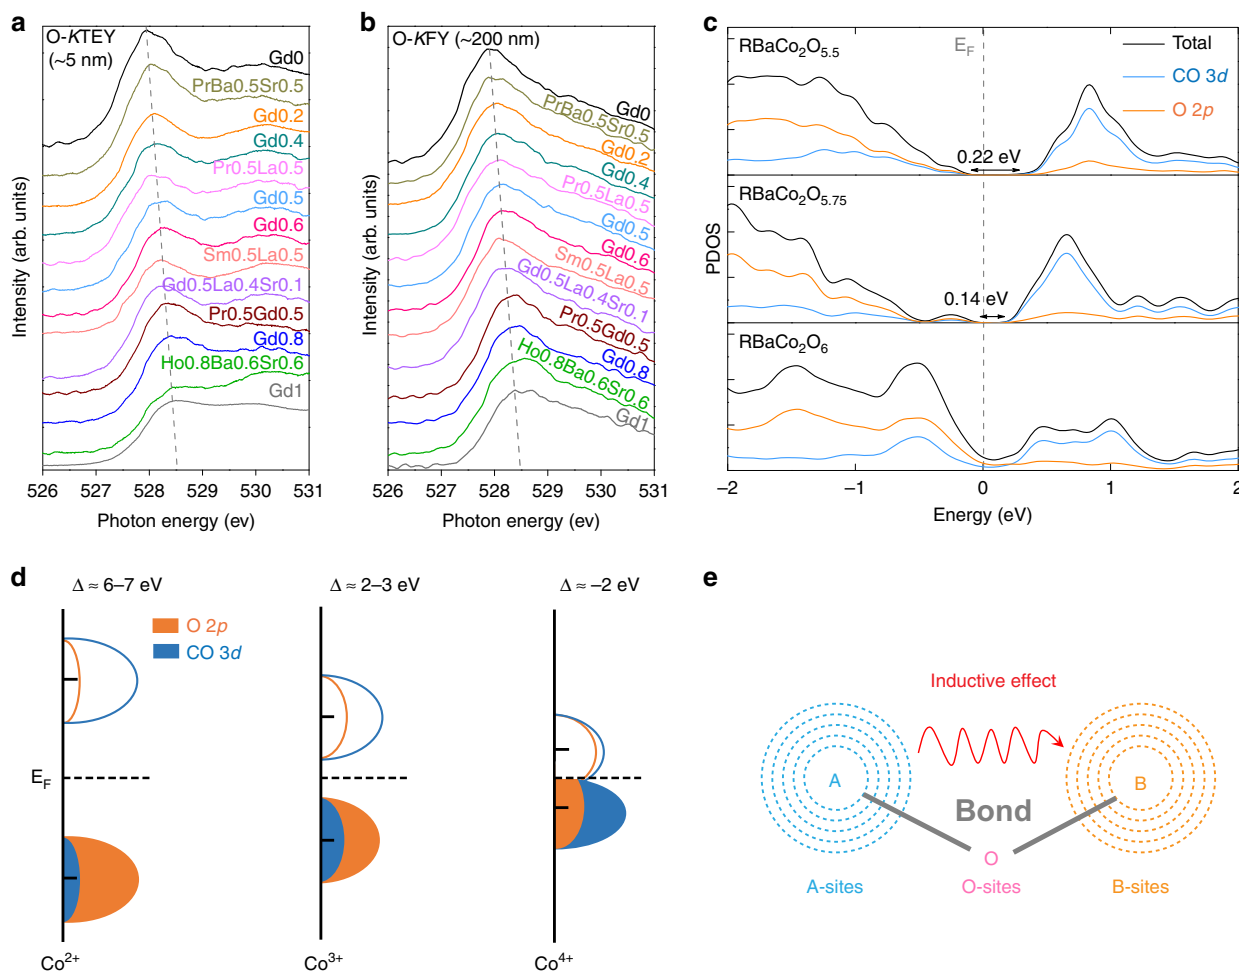 a
O-KTEY
(~5 nm)
Gd0
PrBa0.5Sr0.5
Gd0.2
Gd0.4
Pr0.5La0.5
Gd0.5
Gd0.6
Sm0.5La0.5
Gd0.5La0.4Sr0.1
Pr0.5Gd0.5
Gd0.8
Ho0.8Ba0.6Sr0.6
Gd1
Intensity (arb. units)
526 527 528 529 530 531
Photon energy (ev)
b
O-KFY (~200 nm)
Gd0
PrBa0.5Sr0.5
Gd0.2
Gd0.4
Pr0.5La0.5
Gd0.5
Gd0.6
Sm0.5La0.5
Gd0.5La0.4Sr0.1
Pr0.5Gd0.5
Gd0.8
Ho0.8Ba0.6Sr0.6
Gd1
Intensity (arb. units)
526 527 528 529 530 531
Photon energy (ev)
c
RBaCo₂O₅.₅
E_F
Total
CO 3d
O 2p
0.22 eV
RBaCo₂O₅.₇₅
0.14 eV
RBaCo₂O₆
PDOS
−2 −1 0 1 2
Energy (eV)
d
Δ ≈ 6–7 eV
Δ ≈ 2–3 eV
Δ ≈ −2 eV
O 2p
CO 3d
E_F
Co²⁺
Co³⁺
Co⁴⁺
e
Inductive effect
A
B
Bond
O
A-sites
O-sites
B-sites